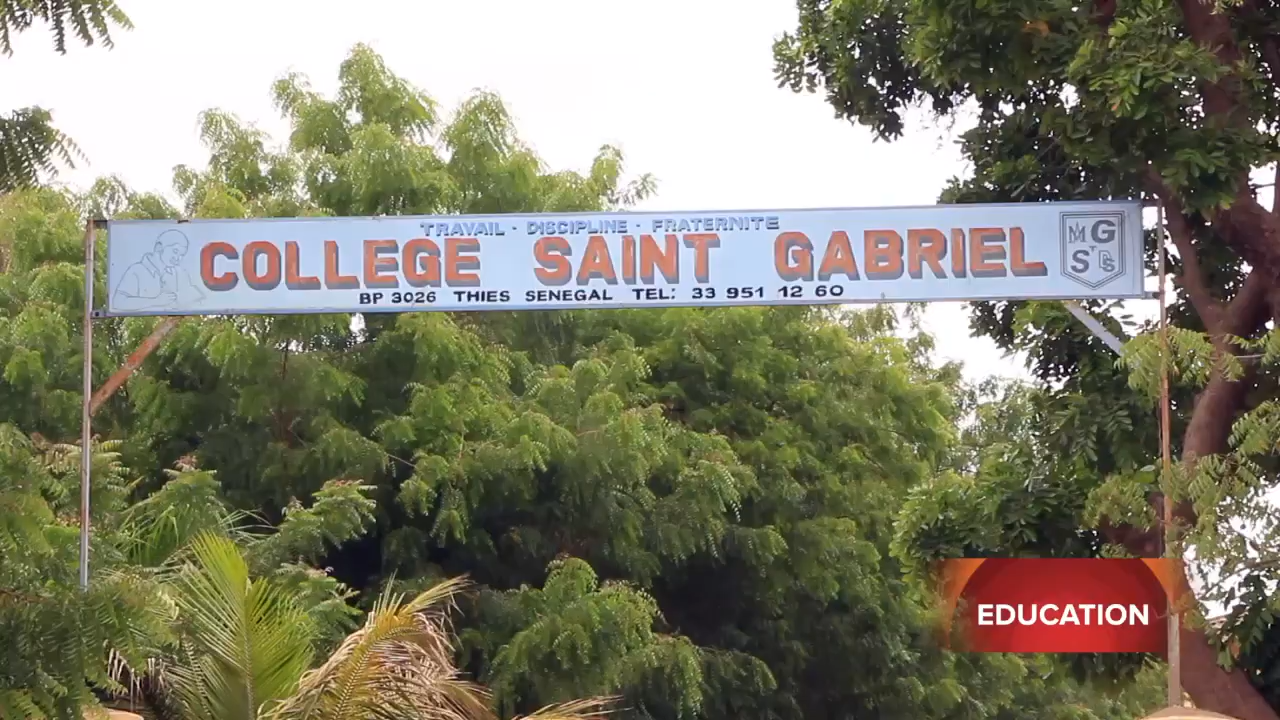 TRAVAIL - DISCIPLINE - FRATERNITE
COLLEGE SAINT GABRIEL
BP 3026 THIES SENEGAL TEL: 33 951 12 60
EDUCATION